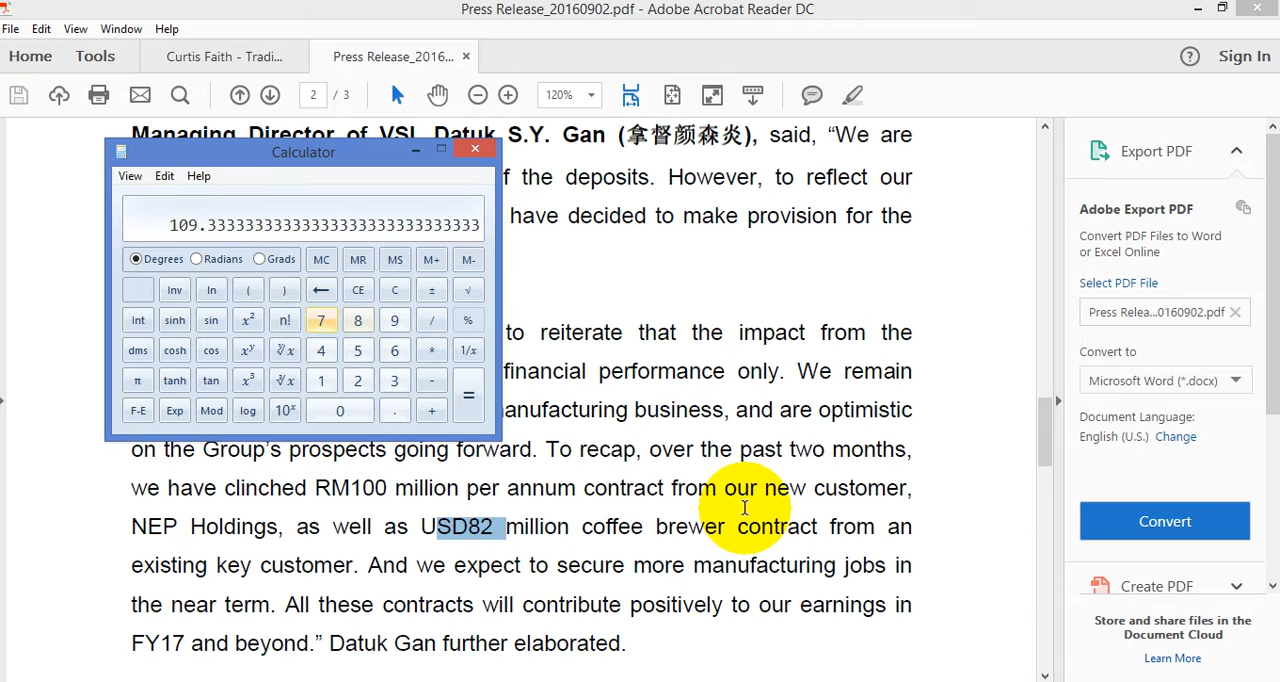 Press Release_20160902.pdf - Adobe Acrobat Reader DC
File Edit View Window Help
Home Tools Curtis Faith - Tradi... Press Release_2016... × ? Sign In
2 / 3 120%
Managing Director of VSI, Datuk S.Y. Gan (拿督颜森炎), said, “We are
f the deposits. However, to reflect our
have decided to make provision for the
to reiterate that the impact from the
financial performance only. We remain
manufacturing business, and are optimistic
on the Group’s prospects going forward. To recap, over the past two months,
we have clinched RM100 million per annum contract from our new customer,
NEP Holdings, as well as USD82 million coffee brewer contract from an
existing key customer. And we expect to secure more manufacturing jobs in
the near term. All these contracts will contribute positively to our earnings in
FY17 and beyond.” Datuk Gan further elaborated.
Calculator
View Edit Help
109.33333333333333333333333333333
Degrees Radians Grads MC MR MS M+ M-
Inv ln ( ) ← CE C ± √
Int sinh sin x² n! 7 8 9 / %
dms cosh cos xʸ ʸ√x 4 5 6 * 1/x
π tanh tan x³ ³√x 1 2 3 - =
F-E Exp Mod log 10ˣ 0 . +
Export PDF
Adobe Export PDF
Convert PDF Files to Word
or Excel Online
Select PDF File
Press Relea...0160902.pdf ×
Convert to
Microsoft Word (*.docx)
Document Language:
English (U.S.) Change
Convert
Create PDF
Store and share files in the
Document Cloud
Learn More